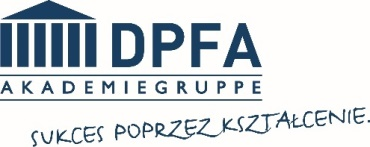 DPFA
AKADEMIEGRUPPE
SUKCES POPRZEZ KSZTAŁCENIE.